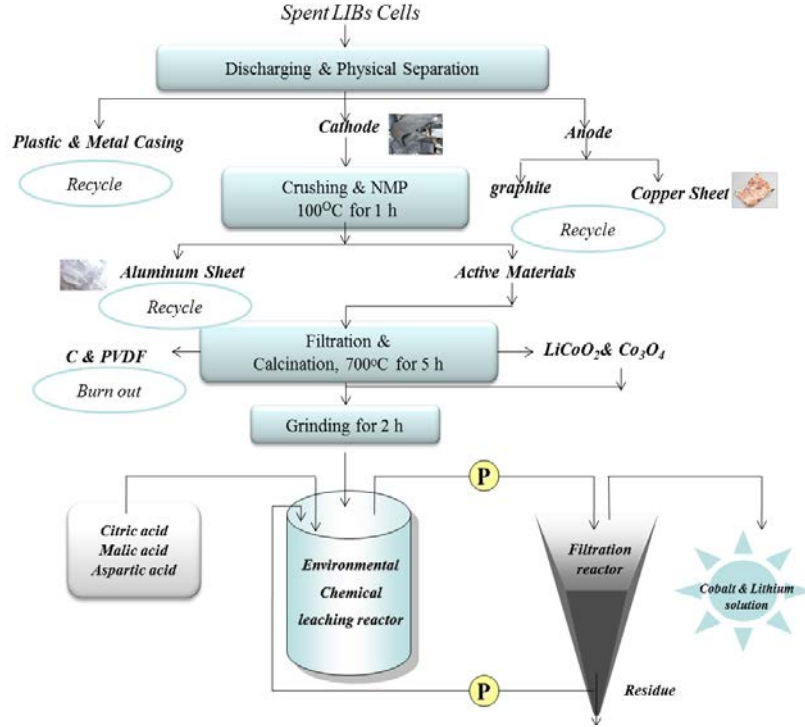 Spent LIBs Cells
Discharging & Physical Separation
Plastic & Metal Casing
Recycle
Cathode
Anode
Crushing & NMP
100⁰C for 1 h
graphite
Copper Sheet
Recycle
Aluminum Sheet
Recycle
Active Materials
Filtration &
Calcination, 700⁰C for 5 h
C & PVDF
Burn out
LiCoO₂& Co₃O₄
Grinding for 2 h
P
Citric acid
Malic acid
Aspartic acid
Environmental
Chemical
leaching reactor
Filtration
reactor
Cobalt & Lithium
solution
P
Residue